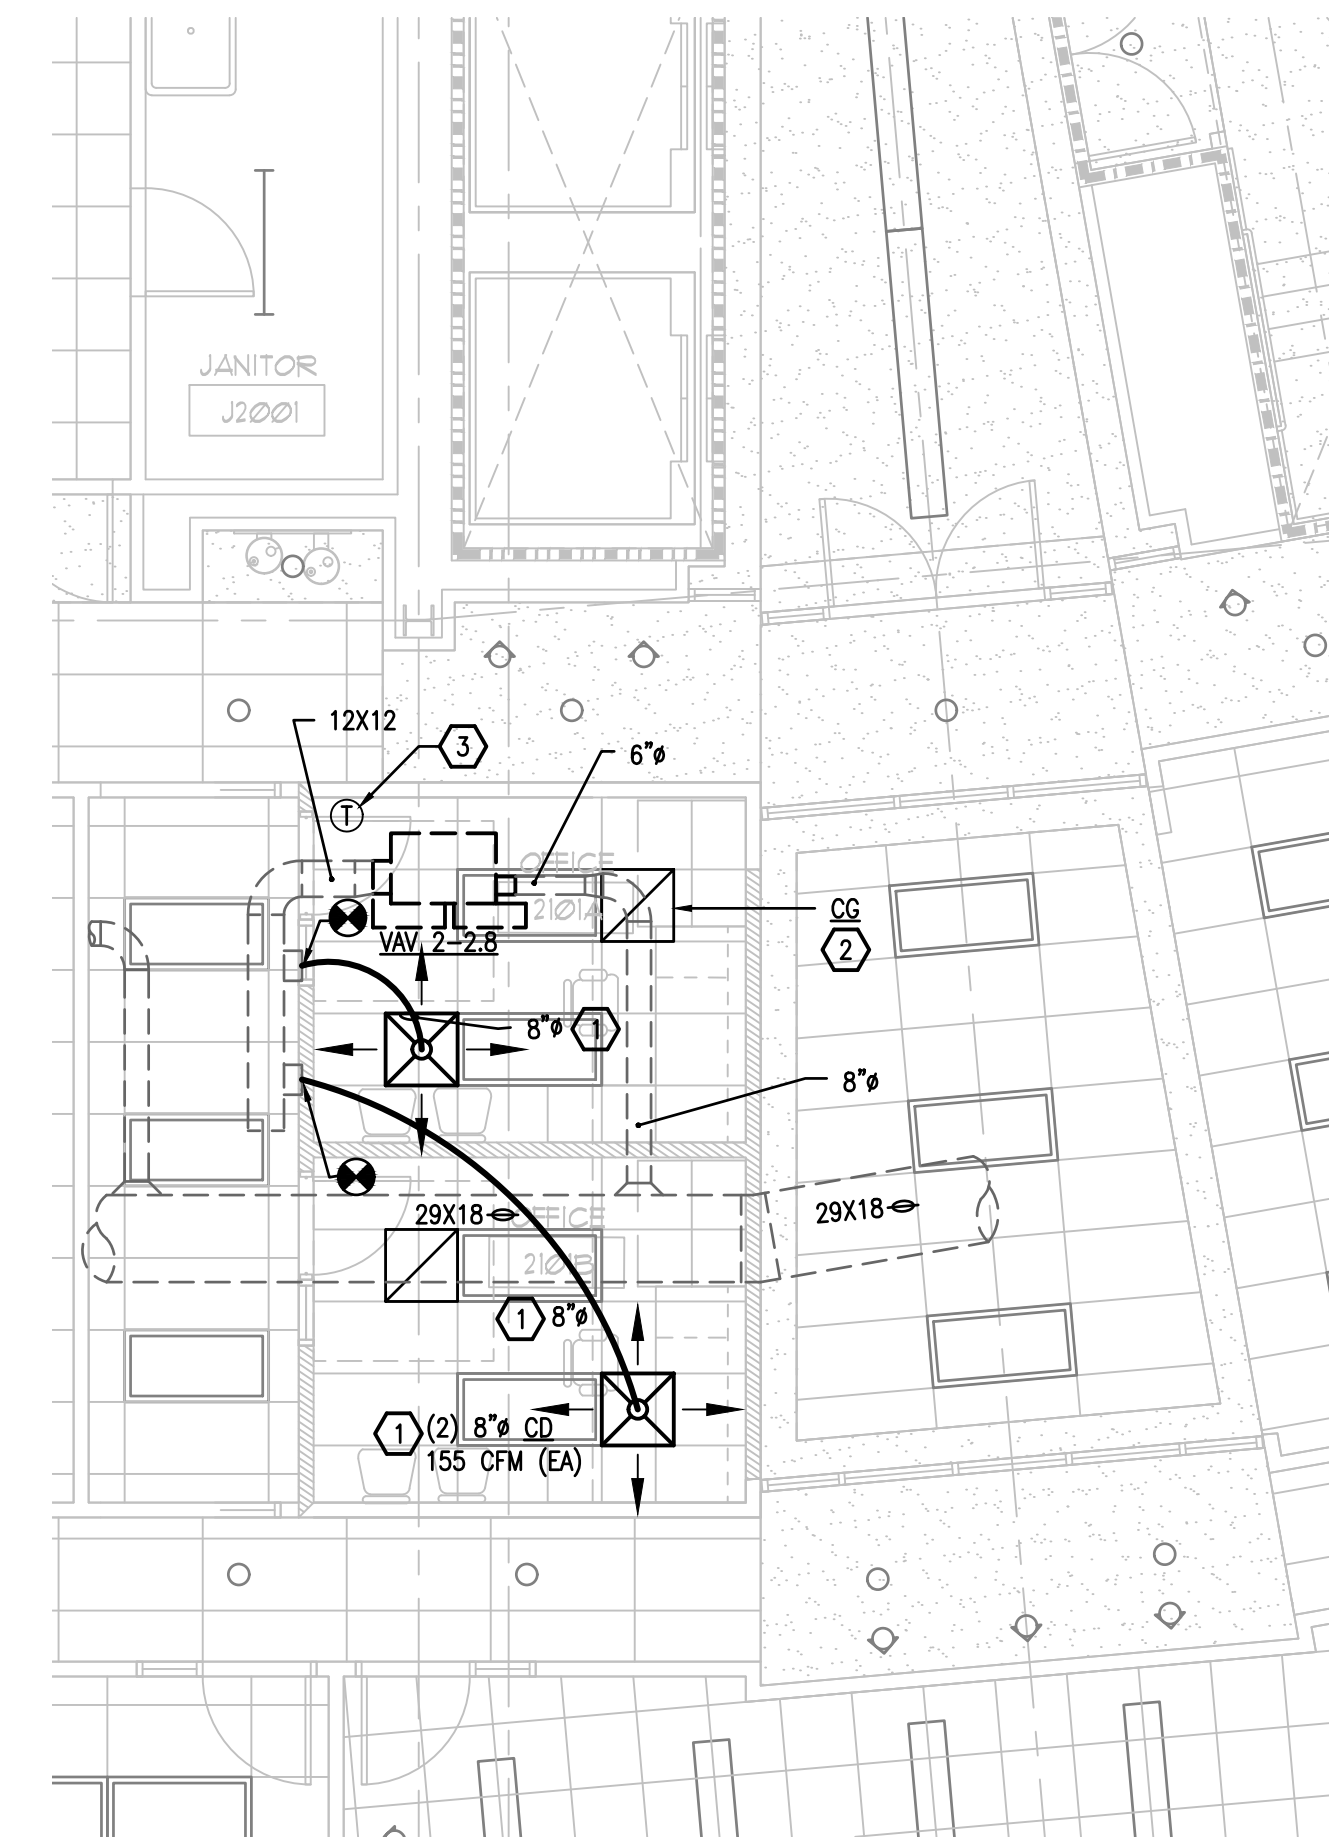 JANITOR
J2001
12X12
3
6"ø
T
OFFICE
2101A
CG
2
VAV 2-2.8
8"ø
1
8"ø
29X18
OFFICE
29X18
2101B
1
8"ø
1
(2) 8"ø CD
155 CFM (EA)